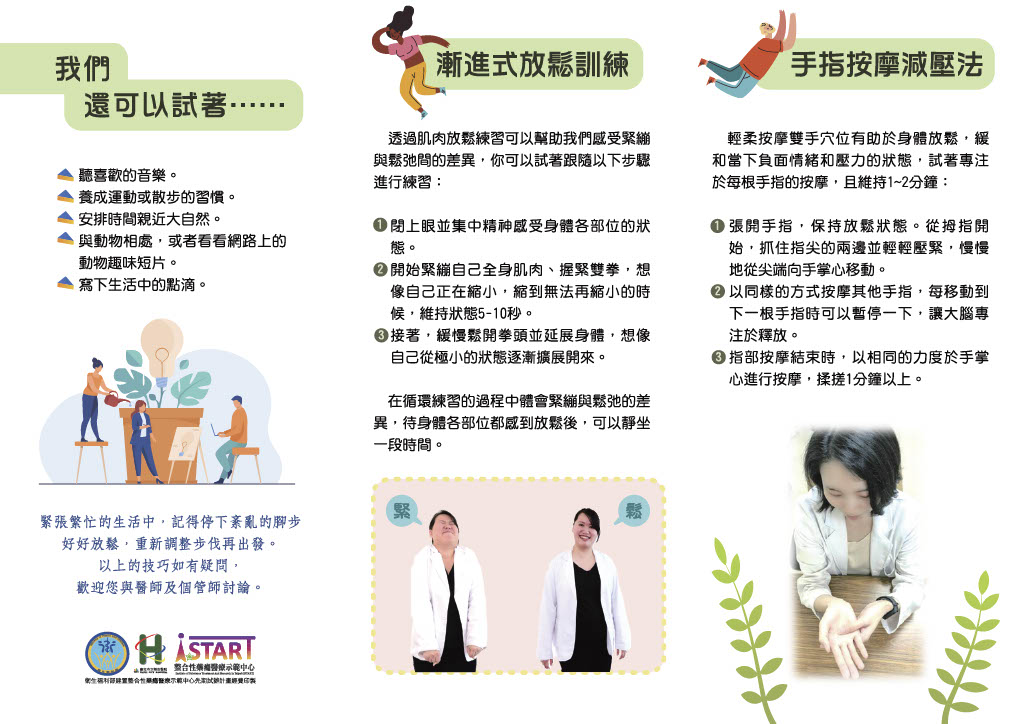 我們
還可以試著⋯⋯
聽喜歡的音樂。
養成運動或散步的習慣。
安排時間親近大自然。
與動物相處，或者看看網路上的
動物趣味短片。
寫下生活中的點滴。
緊張繁忙的生活中，記得停下紊亂的腳步
好好放鬆，重新調整步伐再出發。
以上的技巧如有疑問，
歡迎您與醫師及個管師討論。
START
整合性藥癮醫療示範中心
衛生福利部建置整合性藥癮醫療示範中心先期試辦計畫經費印製
漸進式放鬆訓練
透過肌肉放鬆練習可以幫助我們感受緊繃
與鬆弛間的差異，你可以試著跟隨以下步驟
進行練習：
❶閉上眼並集中精神感受身體各部位的狀
態。
❷開始緊繃自己全身肌肉、握緊雙拳，想
像自己正在縮小，縮到無法再縮小的時
候，維持狀態5-10秒。
❸接著，緩慢鬆開拳頭並延展身體，想像
自己從極小的狀態逐漸擴展開來。
在循環練習的過程中體會緊繃與鬆弛的差
異，待身體各部位都感到放鬆後，可以靜坐
一段時間。
緊
鬆
手指按摩減壓法
輕柔按摩雙手穴位有助於身體放鬆，緩
和當下負面情緒和壓力的狀態，試著專注
於每根手指的按摩，且維持1~2分鐘：
❶張開手指，保持放鬆狀態。從拇指開
始，抓住指尖的兩邊並輕輕壓緊，慢慢
地從尖端向手掌心移動。
❷以同樣的方式按摩其他手指，每移動到
下一根手指時可以暫停一下，讓大腦專
注於釋放。
❸指部按摩結束時，以相同的力度於手掌
心進行按摩，揉搓1分鐘以上。